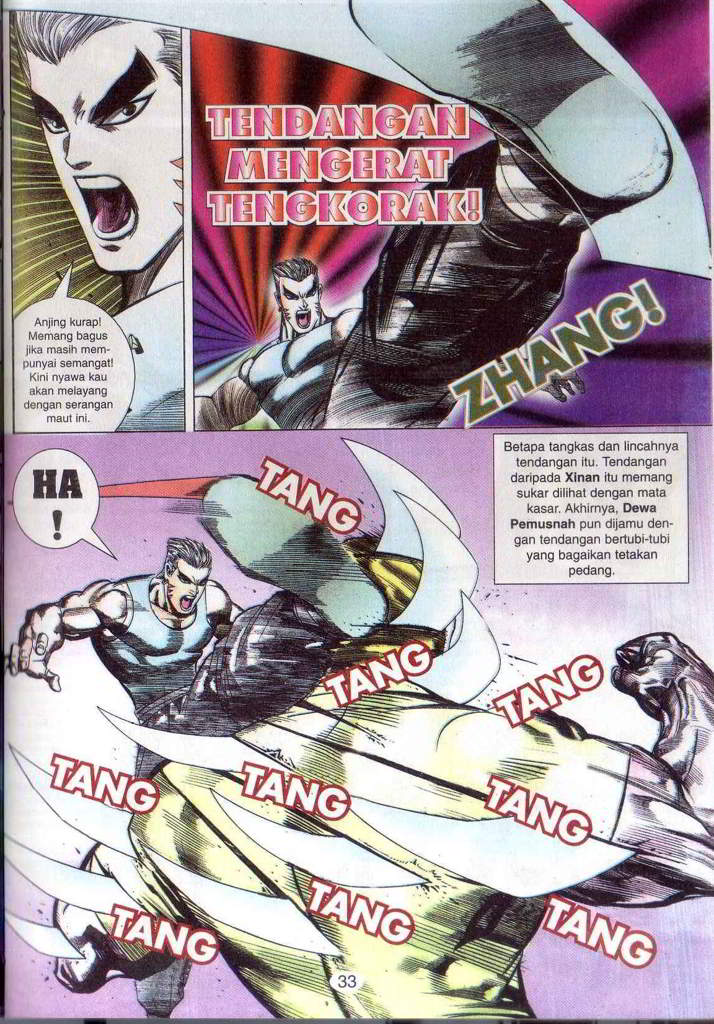 Anjing kurap!
Memang bagus
jika masih mem-
punyai semangat!
Kini nyawa kau
akan melayang
dengan serangan
maut ini.
TENDANGAN
MENGERAT
TENGKORAK!
ZHANG!
HA
!
Betapa tangkas dan lincahnya
tendangan itu. Tendangan
daripada Xinan itu memang
sukar dilihat dengan mata
kasar. Akhirnya, Dewa
Pemusnah pun dijamu den-
gan tendangan bertubi-tubi
yang bagaikan tetakan
pedang.
TANG
TANG
TANG
TANG
TANG
TANG
TANG
TANG
TANG
33